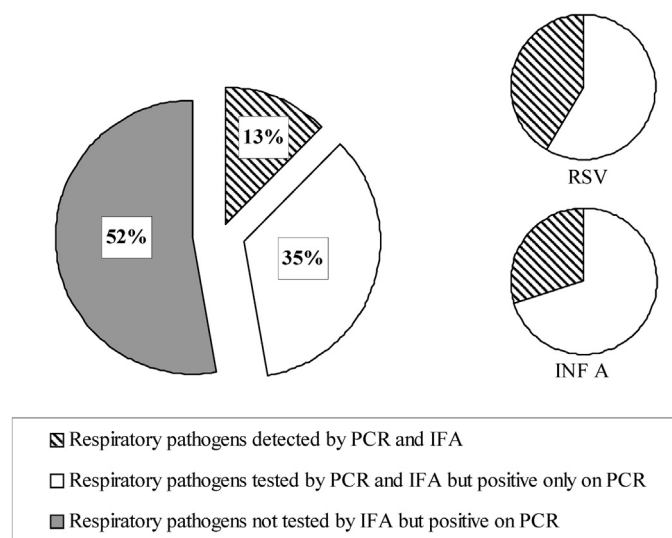 13%
52%
35%
RSV
INF A
Respiratory pathogens detected by PCR and IFA
Respiratory pathogens tested by PCR and IFA but positive only on PCR
Respiratory pathogens not tested by IFA but positive on PCR